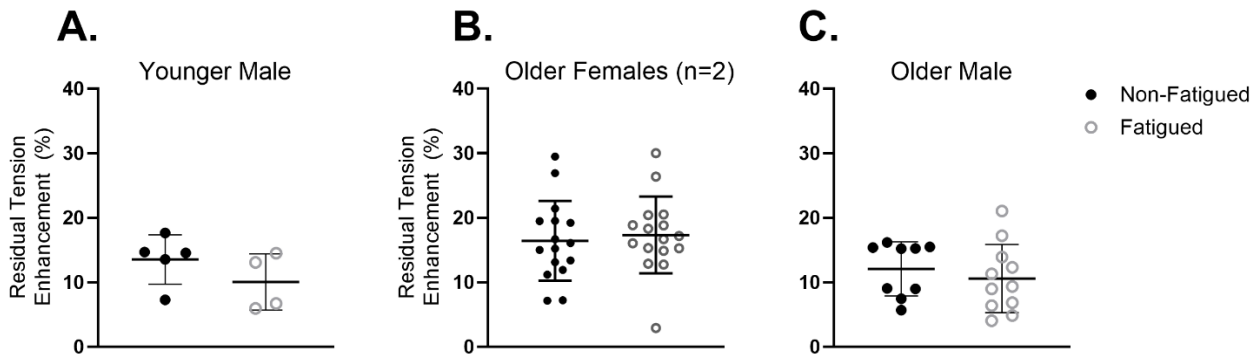 A.
Younger Male
Residual Tension
Enhancement (%)
40
30
20
10
0
B.
Older Females (n=2)
Residual Tension
Enhancement (%)
40
30
20
10
0
C.
Older Male
40
30
20
10
0
Non-Fatigued
Fatigued